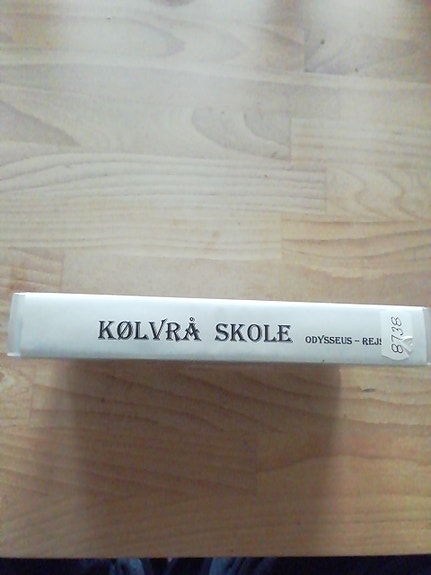 KØLVRÅ SKOLE ODYSSEUS – REJS
8738